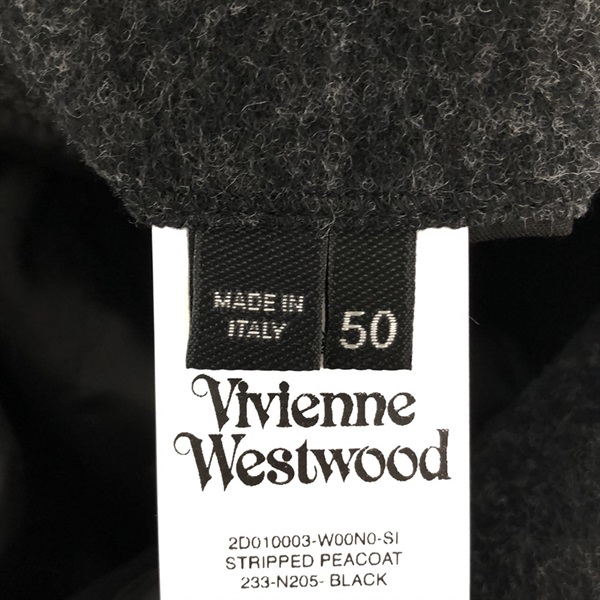 MADE IN
ITALY
50
Vivienne
Westwood
2D010003-W00N0-SI
STRIPPED PEACOAT
233-N205- BLACK